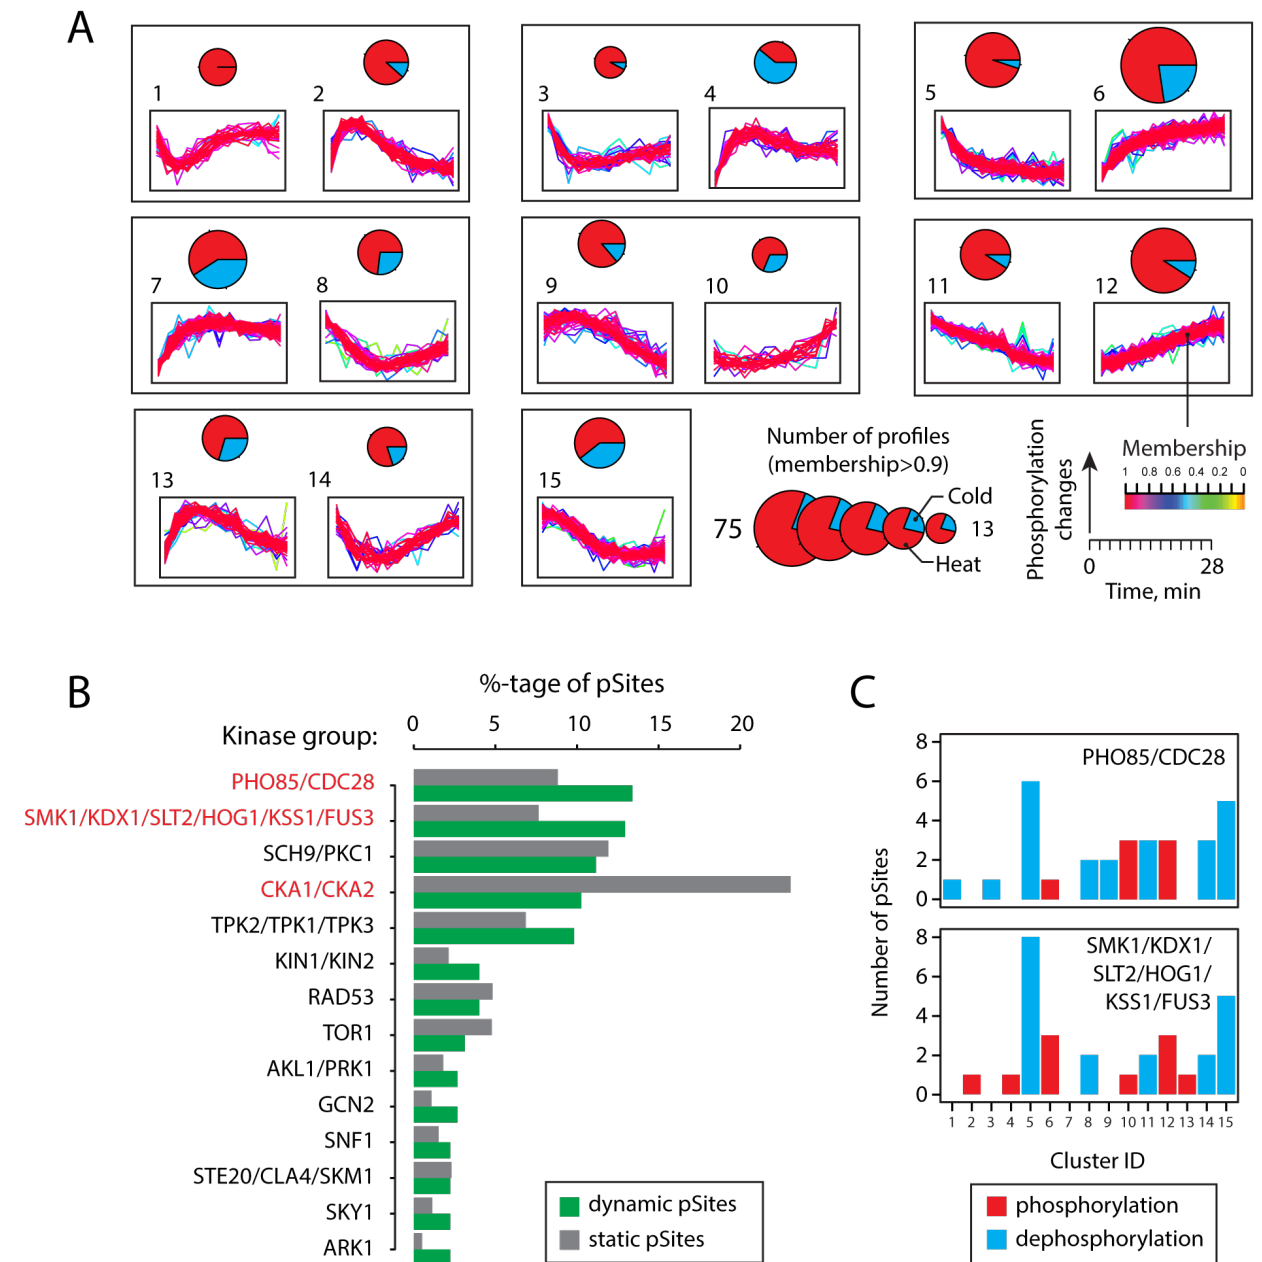 A
1
2
3
4
5
6
7
8
9
10
11
12
13
14
15
Number of profiles
(membership>0.9)
75
13
Cold
Heat
Phosphorylation
changes
0
28
Time, min
Membership
1 0.8 0.6 0.4 0.2 0
B
%-tage of pSites
Kinase group:
0 5 10 15 20
PHO85/CDC28
SMK1/KDX1/SLT2/HOG1/KSS1/FUS3
SCH9/PKC1
CKA1/CKA2
TPK2/TPK1/TPK3
KIN1/KIN2
RAD53
TOR1
AKL1/PRK1
GCN2
SNF1
STE20/CLA4/SKM1
SKY1
ARK1
dynamic pSites
static pSites
C
Number of pSites
8
6
4
2
0
PHO85/CDC28
8
6
4
2
0
SMK1/KDX1/
SLT2/HOG1/
KSS1/FUS3
1 2 3 4 5 6 7 8 9 10 11 12 13 14 15
Cluster ID
phosphorylation
dephosphorylation